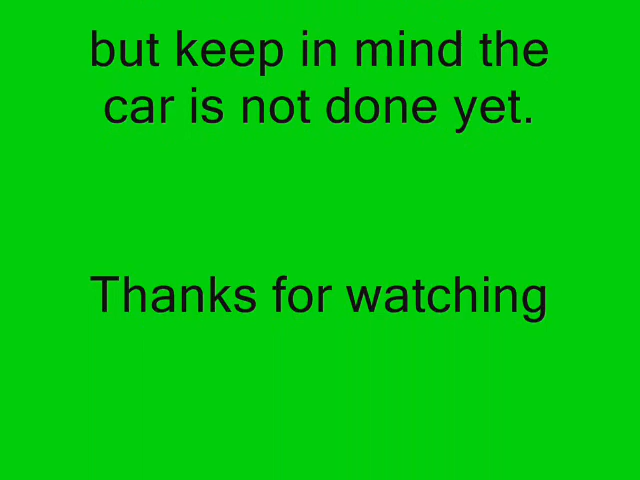 but keep in mind the
car is not done yet.
Thanks for watching